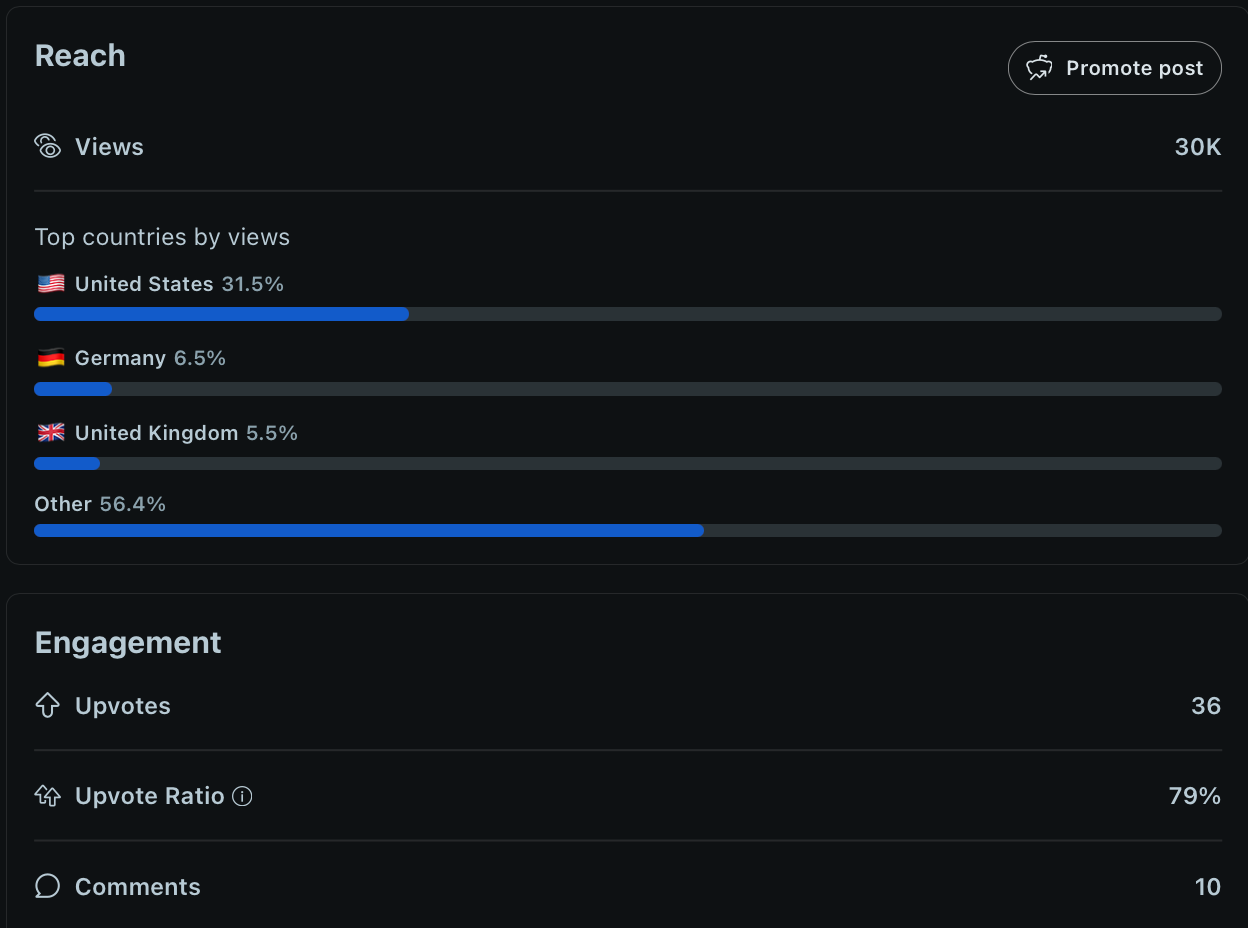 Reach
Promote post
Views
30K
Top countries by views
United States 31.5%
Germany 6.5%
United Kingdom 5.5%
Other 56.4%
Engagement
Upvotes
36
Upvote Ratio
79%
Comments
10